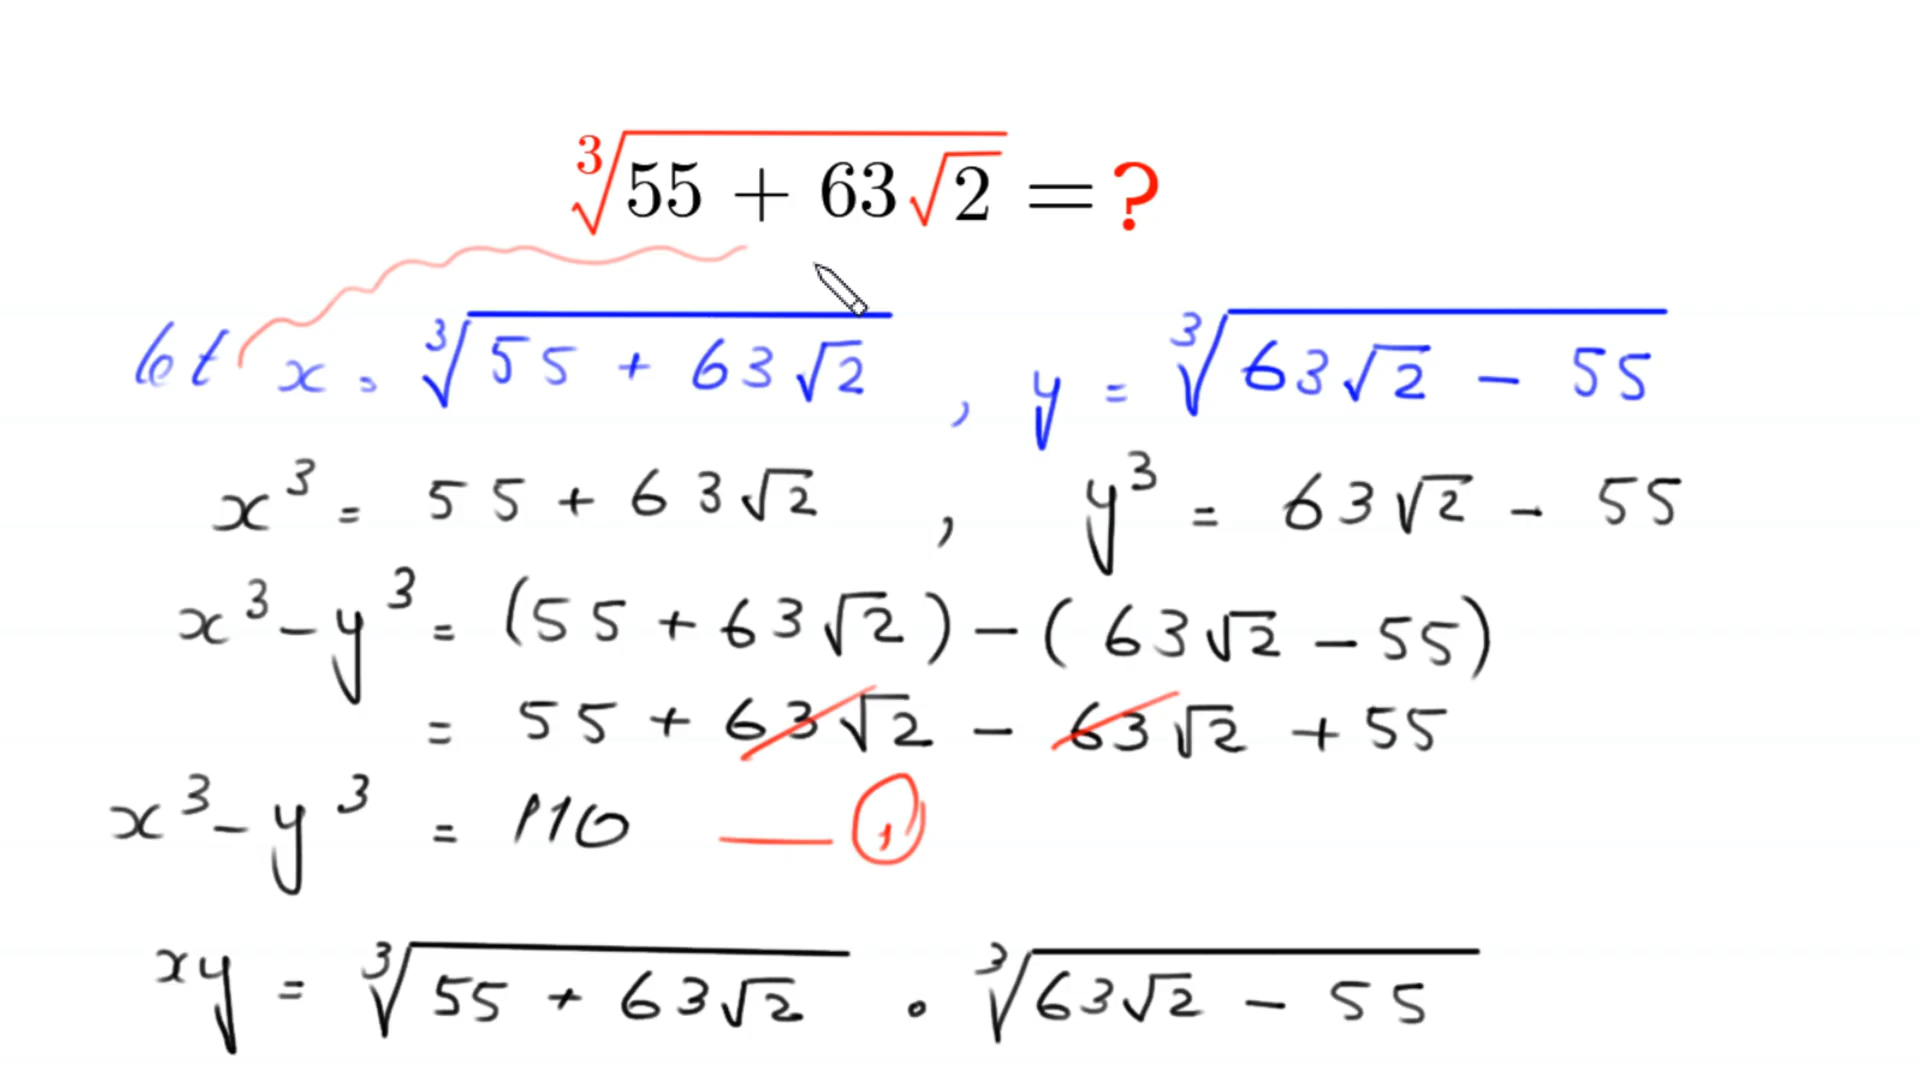 ∛(55 + 63√2) = ?
let x = ∛(55 + 63√2) , y = ∛(63√2 − 55)
x³ = 55 + 63√2 , y³ = 63√2 − 55
x³ − y³ = (55 + 63√2) − (63√2 − 55)
= 55 + 63√2 − 63√2 + 55
x³ − y³ = 110 — ①
xy = ∛(55 + 63√2) · ∛(63√2 − 55)